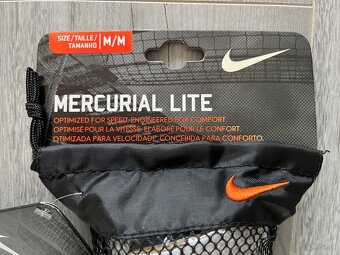 SIZE/TAILLE/
TAMANHO
M/M
MERCURIAL LITE
OPTIMIZED FOR SPEED. ENGINEERED FOR COMFORT.
OPTIMISÉ POUR LA VITESSE. ÉLABORÉ POUR LE CONFORT.
OTIMIZADA PARA VELOCIDADE. CONCEBIDA PARA CONFORTO.